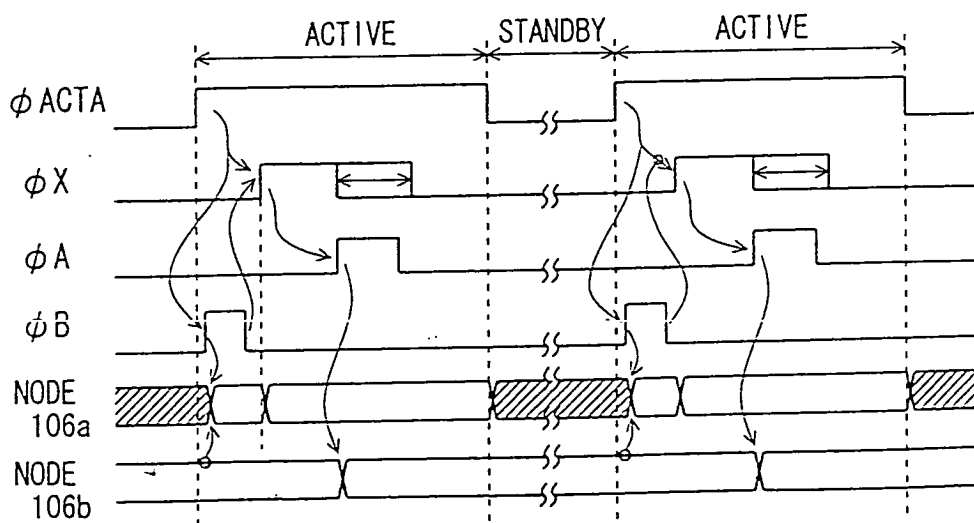 ACTIVE STANDBY ACTIVE
φACTA
φX
φA
φB
NODE
106a
NODE
106b